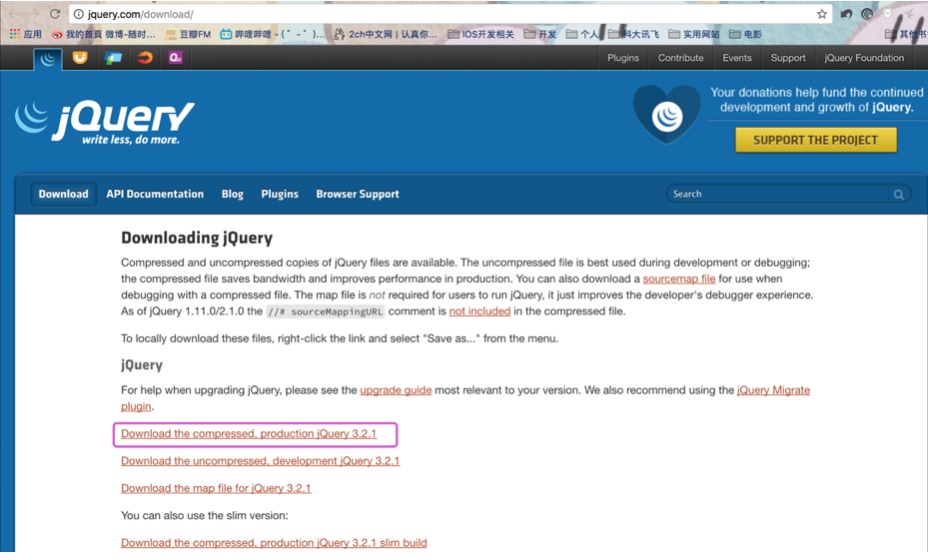 jquery.com/download/
应用 我的首頁 微博-随时... 豆瓣FM 哔哩哔哩 - ( ゜- ゜)... 2ch中文网 | 认真你... IOS开发相关 开发 个人 科大讯飞 实用网站 电影 其他书
Plugins Contribute Events Support jQuery Foundation
jQuery
write less, do more.
Your donations help fund the continued
development and growth of jQuery.
SUPPORT THE PROJECT
Download API Documentation Blog Plugins Browser Support Search
Downloading jQuery
Compressed and uncompressed copies of jQuery files are available. The uncompressed file is best used during development or debugging;
the compressed file saves bandwidth and improves performance in production. You can also download a sourcemap file for use when
debugging with a compressed file. The map file is not required for users to run jQuery, it just improves the developer's debugger experience.
As of jQuery 1.11.0/2.1.0 the //# sourceMappingURL comment is not included in the compressed file.
To locally download these files, right-click the link and select "Save as..." from the menu.
jQuery
For help when upgrading jQuery, please see the upgrade guide most relevant to your version. We also recommend using the jQuery Migrate
plugin.
Download the compressed, production jQuery 3.2.1
Download the uncompressed, development jQuery 3.2.1
Download the map file for jQuery 3.2.1
You can also use the slim version:
Download the compressed, production jQuery 3.2.1 slim build